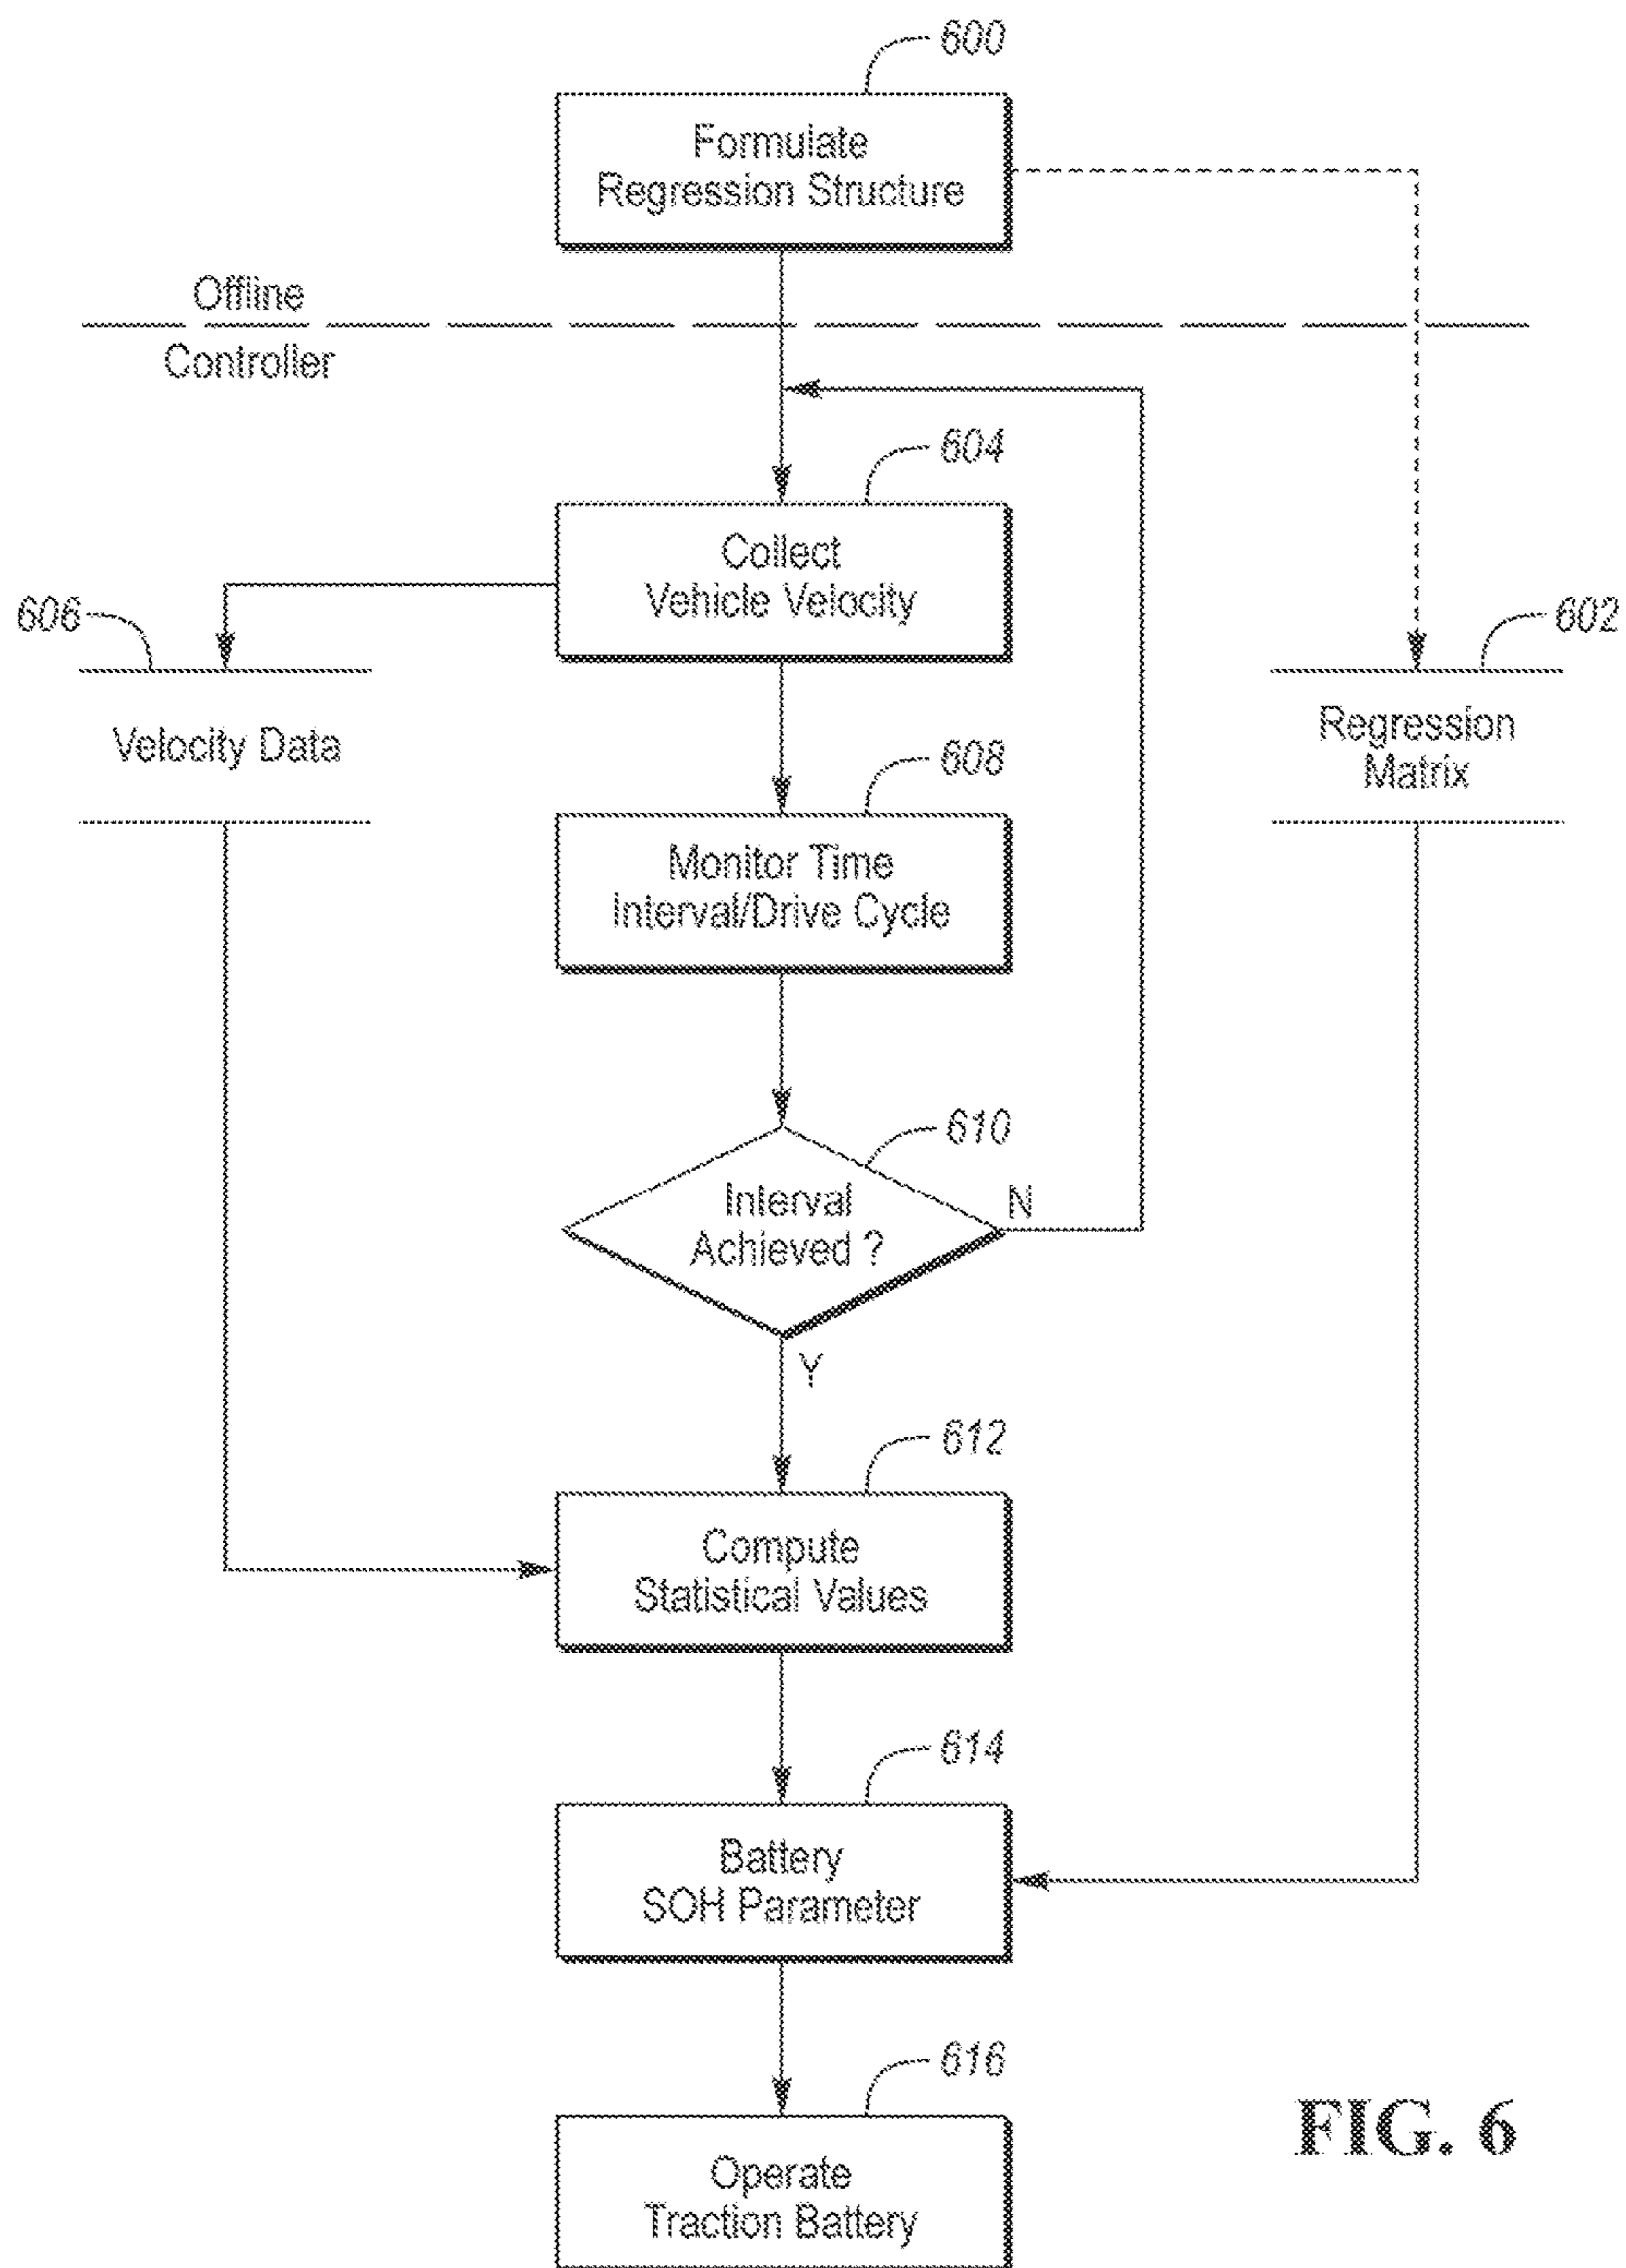 600
Formulate
Regression Structure
Offline
Controller
604
Collect
Vehicle Velocity
606
602
Velocity Data
Regression
Matrix
608
Monitor Time
Interval/Drive Cycle
610
Interval
Achieved ?
N
Y
612
Compute
Statistical Values
614
Battery
SOH Parameter
616
Operate
Traction Battery
FIG. 6